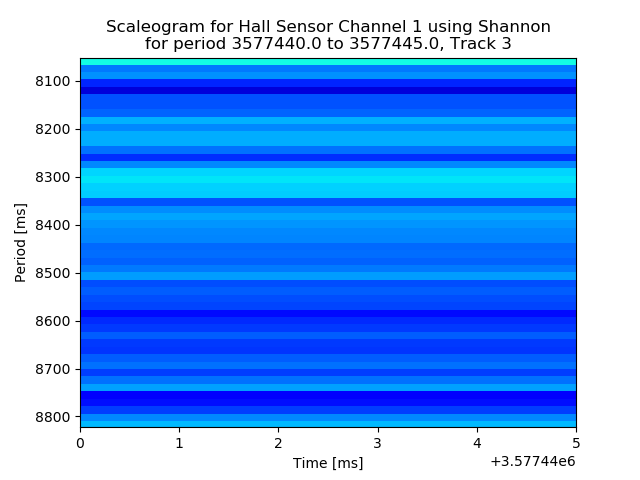 Scaleogram for Hall Sensor Channel 1 using Shannon
for period 3577440.0 to 3577445.0, Track 3
8100
8200
8300
8400
8500
8600
8700
8800
Period [ms]
0 1 2 3 4 5
Time [ms]
+3.57744e6